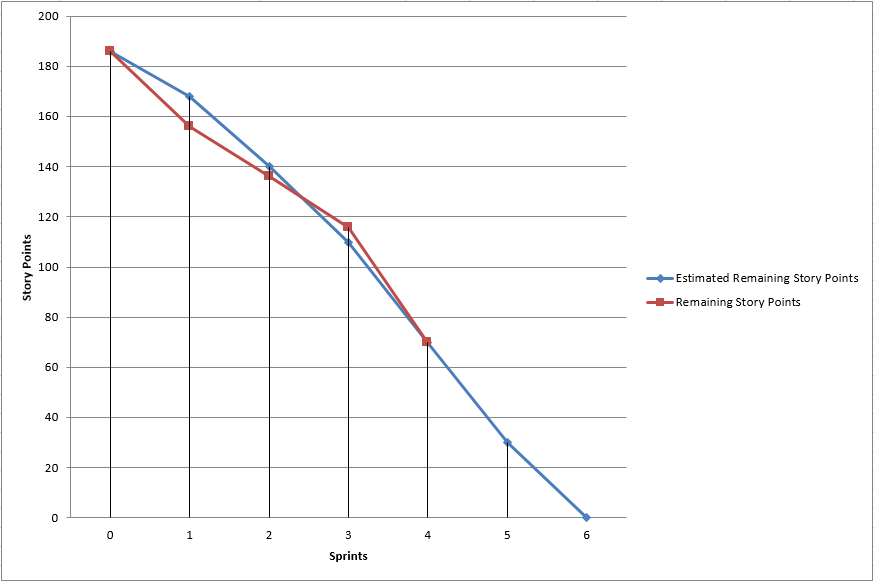 200
180
160
140
120
100
80
60
40
20
0
Story Points
0 1 2 3 4 5 6
Sprints
Estimated Remaining Story Points
Remaining Story Points